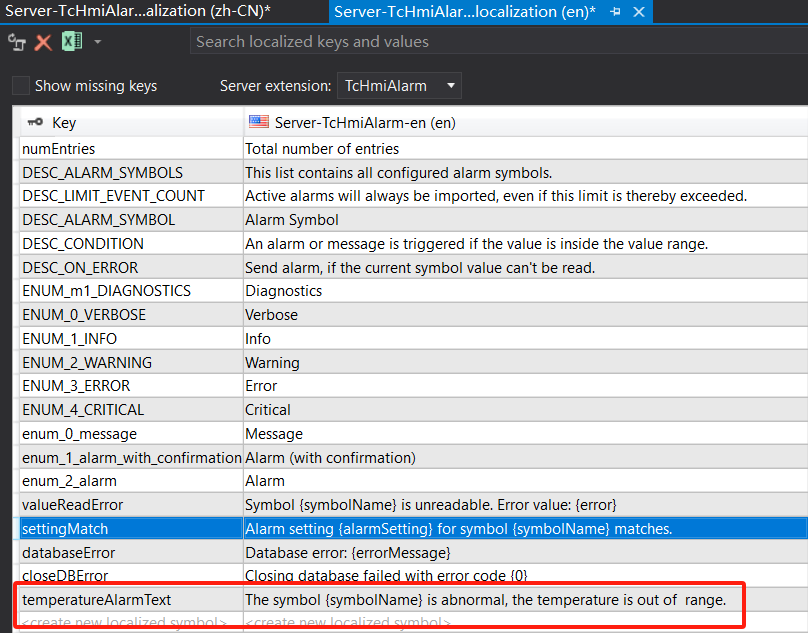 Server-TcHmiAlar...alization (zh-CN)*
Server-TcHmiAlar...localization (en)*
Search localized keys and values
Show missing keys
Server extension: TcHmiAlarm
Key Server-TcHmiAlarm-en (en)
numEntries Total number of entries
DESC_ALARM_SYMBOLS This list contains all configured alarm symbols.
DESC_LIMIT_EVENT_COUNT Active alarms will always be imported, even if this limit is thereby exceeded.
DESC_ALARM_SYMBOL Alarm Symbol
DESC_CONDITION An alarm or message is triggered if the value is inside the value range.
DESC_ON_ERROR Send alarm, if the current symbol value can't be read.
ENUM_m1_DIAGNOSTICS Diagnostics
ENUM_0_VERBOSE Verbose
ENUM_1_INFO Info
ENUM_2_WARNING Warning
ENUM_3_ERROR Error
ENUM_4_CRITICAL Critical
enum_0_message Message
enum_1_alarm_with_confirmation Alarm (with confirmation)
enum_2_alarm Alarm
valueReadError Symbol {symbolName} is unreadable. Error value: {error}
settingMatch Alarm setting {alarmSetting} for symbol {symbolName} matches.
databaseError Database error: {errorMessage}
closeDBError Closing database failed with error code {0}
temperatureAlarmText The symbol {symbolName} is abnormal, the temperature is out of  range.
<create new localized symbol> <create new localized symbol>